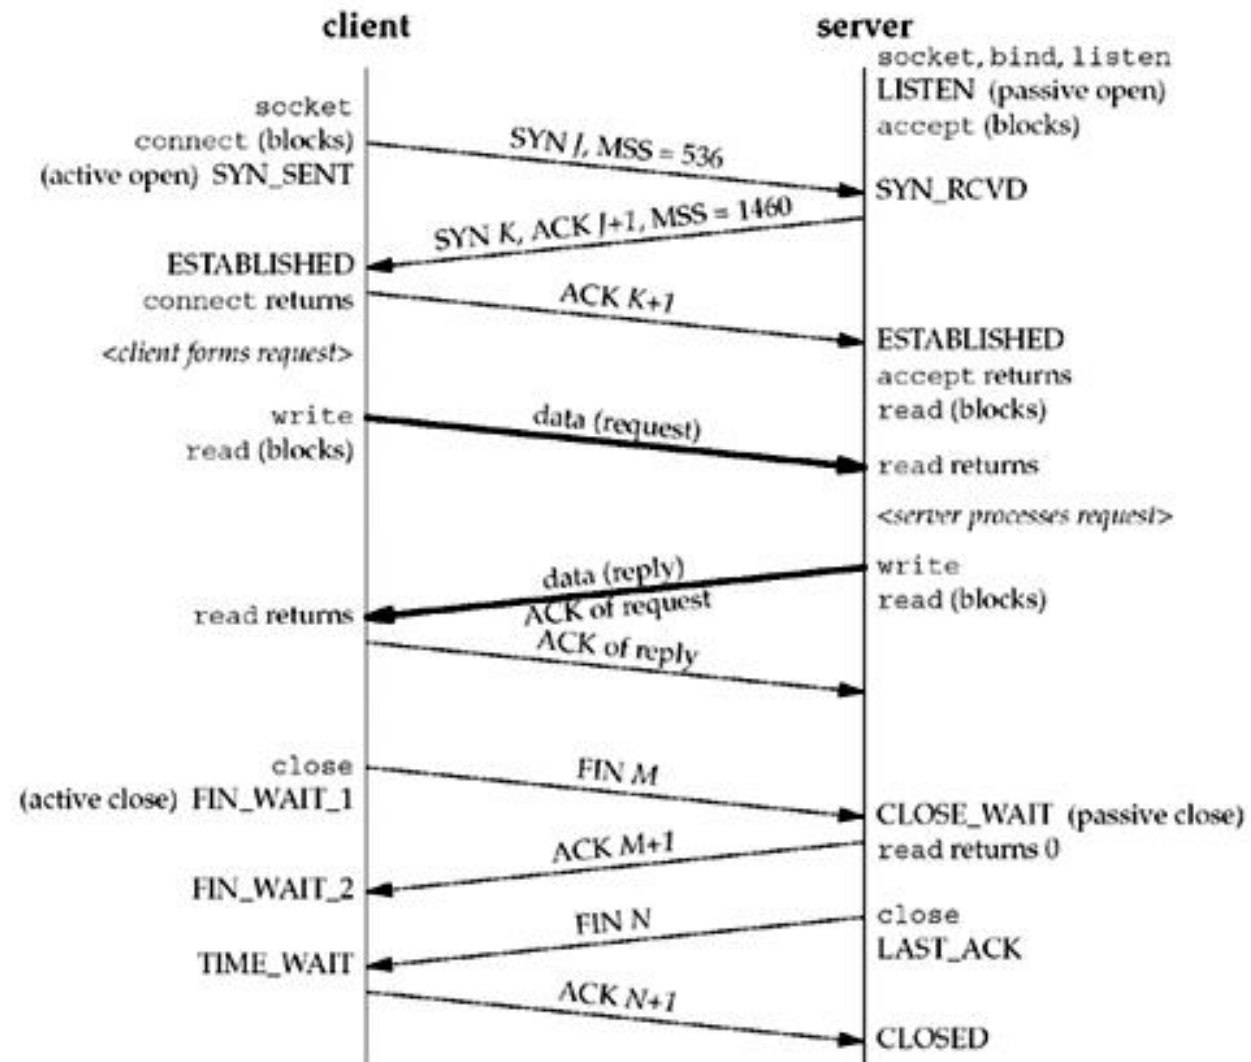 client
server
socket, bind, listen
LISTEN (passive open)
accept (blocks)
socket
connect (blocks)
(active open) SYN_SENT
SYN J, MSS = 536
SYN_RCVD
SYN K, ACK J+1, MSS = 1460
ESTABLISHED
connect returns
ACK K+1
<client forms request>
ESTABLISHED
accept returns
read (blocks)
write
read (blocks)
data (request)
read returns
<server processes request>
write
read (blocks)
data (reply)
ACK of request
read returns
ACK of reply
close
(active close) FIN_WAIT_1
FIN M
CLOSE_WAIT (passive close)
read returns 0
ACK M+1
FIN_WAIT_2
close
LAST_ACK
FIN N
TIME_WAIT
ACK N+1
CLOSED